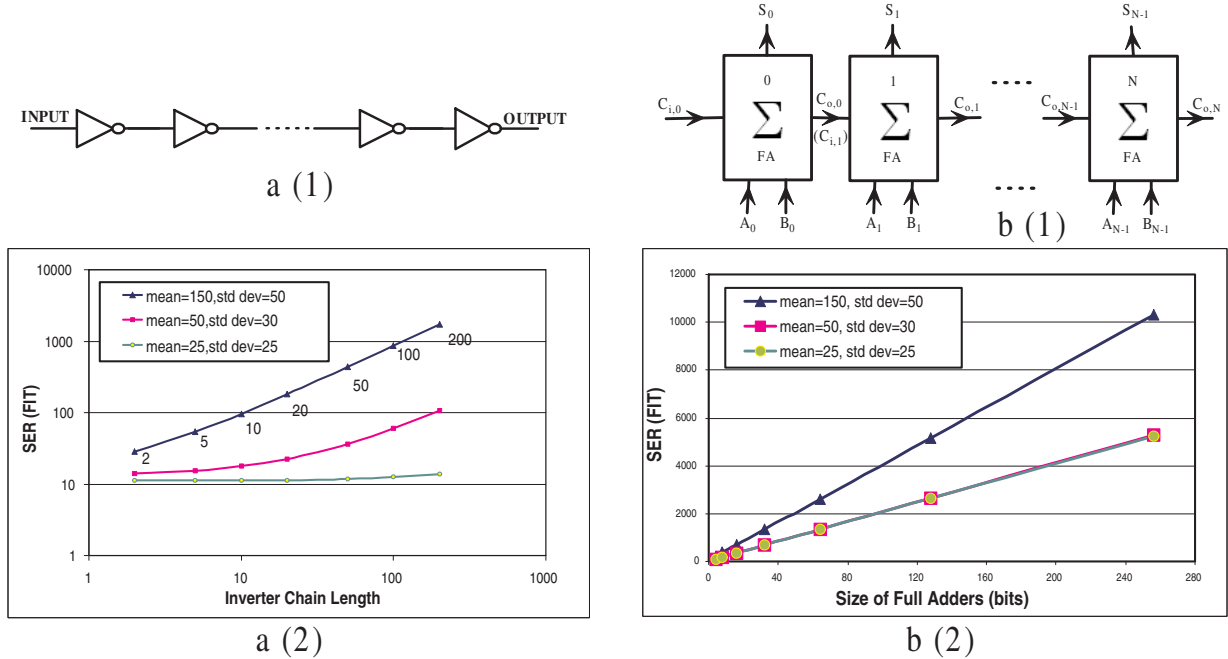 INPUT
OUTPUT
a (1)
S0
S1
SN-1
0
1
N
Ci,0
Co,0
(Ci,1)
Co,1
Co,N-1
Co,N
Σ
Σ
Σ
FA
FA
FA
A0
B0
A1
B1
AN-1
BN-1
b (1)
10000
1000
100
10
1
SER (FIT)
mean=150,std dev=50
mean=50,std dev=30
mean=25,std dev=25
2
5
10
20
50
100
200
1
10
100
1000
Inverter Chain Length
a (2)
12000
10000
8000
6000
4000
2000
0
SER (FIT)
mean=150, std dev=50
mean=50, std dev=30
mean=25, std dev=25
0
40
80
120
160
200
240
280
Size of Full Adders (bits)
b (2)